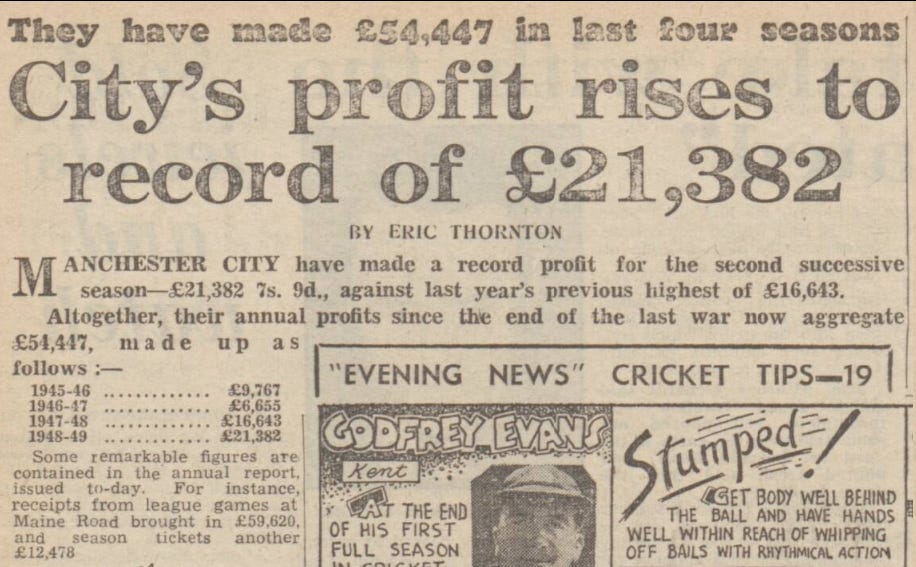 They have made £54,447 in last four seasons
City's profit rises to
record of £21,382
BY ERIC THORNTON
MANCHESTER CITY have made a record profit for the second successive
season—£21,382 7s. 9d., against last year's previous highest of £16,643.
Altogether, their annual profits since the end of the last war now aggregate
£54,447, made up as
follows :—
1945-46 ............. £9,767
1946-47 ............. £6,655
1947-48 ............. £16,643
1948-49 ............. £21,382
Some remarkable figures are
contained in the annual report,
issued to-day. For instance,
receipts from league games at
Maine Road brought in £59,620,
and season tickets another
£12,478
"EVENING NEWS" CRICKET TIPS—19
GODFREY EVANS
Kent
AT THE END
OF HIS FIRST
FULL SEASON
IN CRICKET
Stumped!
GET BODY WELL BEHIND
THE BALL AND HAVE HANDS
WELL WITHIN REACH OF WHIPPING
OFF BAILS WITH RHYTHMICAL ACTION